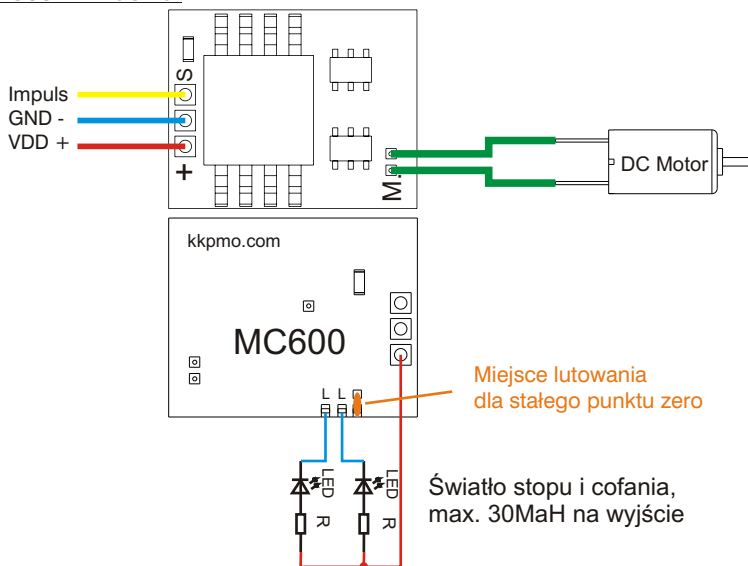 S
Impuls
GND -
VDD +
+
M.
DC Motor
kkpmo.com
MC600
L L
Miejsce lutowania
dla stałego punktu zero
LED
R
LED
R
Światło stopu i cofania,
max. 30MaH na wyjście